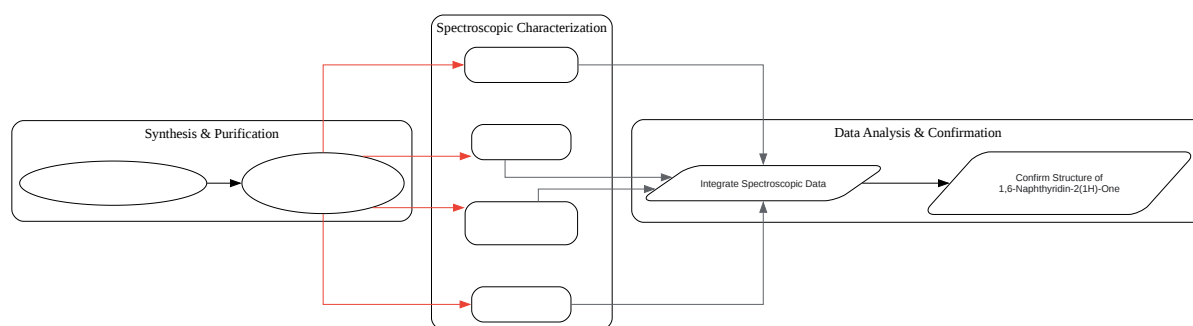 Spectroscopic Characterization
Synthesis & Purification
Data Analysis & Confirmation
Integrate Spectroscopic Data
Confirm Structure of
1,6-Naphthyridin-2(1H)-One